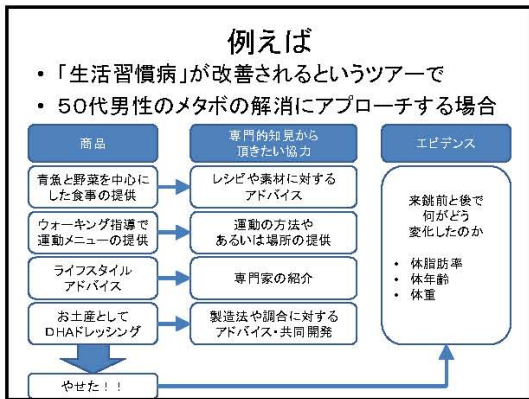 例えば
• 「生活習慣病」が改善されるというツアーで
• 50代男性のメタボの解消にアプローチする場合
商品
専門的知見から
頂きたい協力
エビデンス
青魚と野菜を中心に
した食事の提供
レシピや素材に対する
アドバイス
ウォーキング指導で
運動メニューの提供
運動の方法や
あるいは場所の提供
ライフスタイル
アドバイス
専門家の紹介
お土産として
DHAドレッシング
製造法や調合に対する
アドバイス・共同開発
やせた!!
来銚前と後で
何がどう
変化したのか
• 体脂肪率
• 体年齢
• 体重